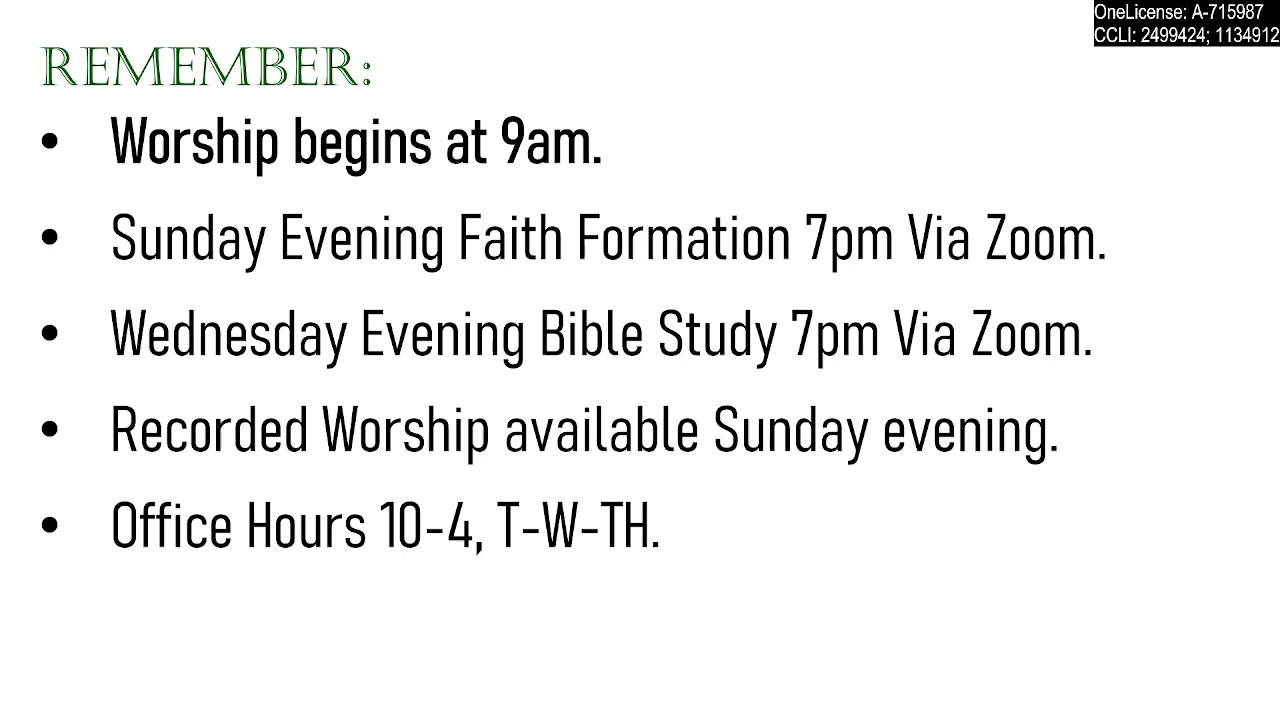 OneLicense: A-715987
CCLI: 2499424; 1134912
REMEMBER:
• Worship begins at 9am.
• Sunday Evening Faith Formation 7pm Via Zoom.
• Wednesday Evening Bible Study 7pm Via Zoom.
• Recorded Worship available Sunday evening.
• Office Hours 10-4, T-W-TH.